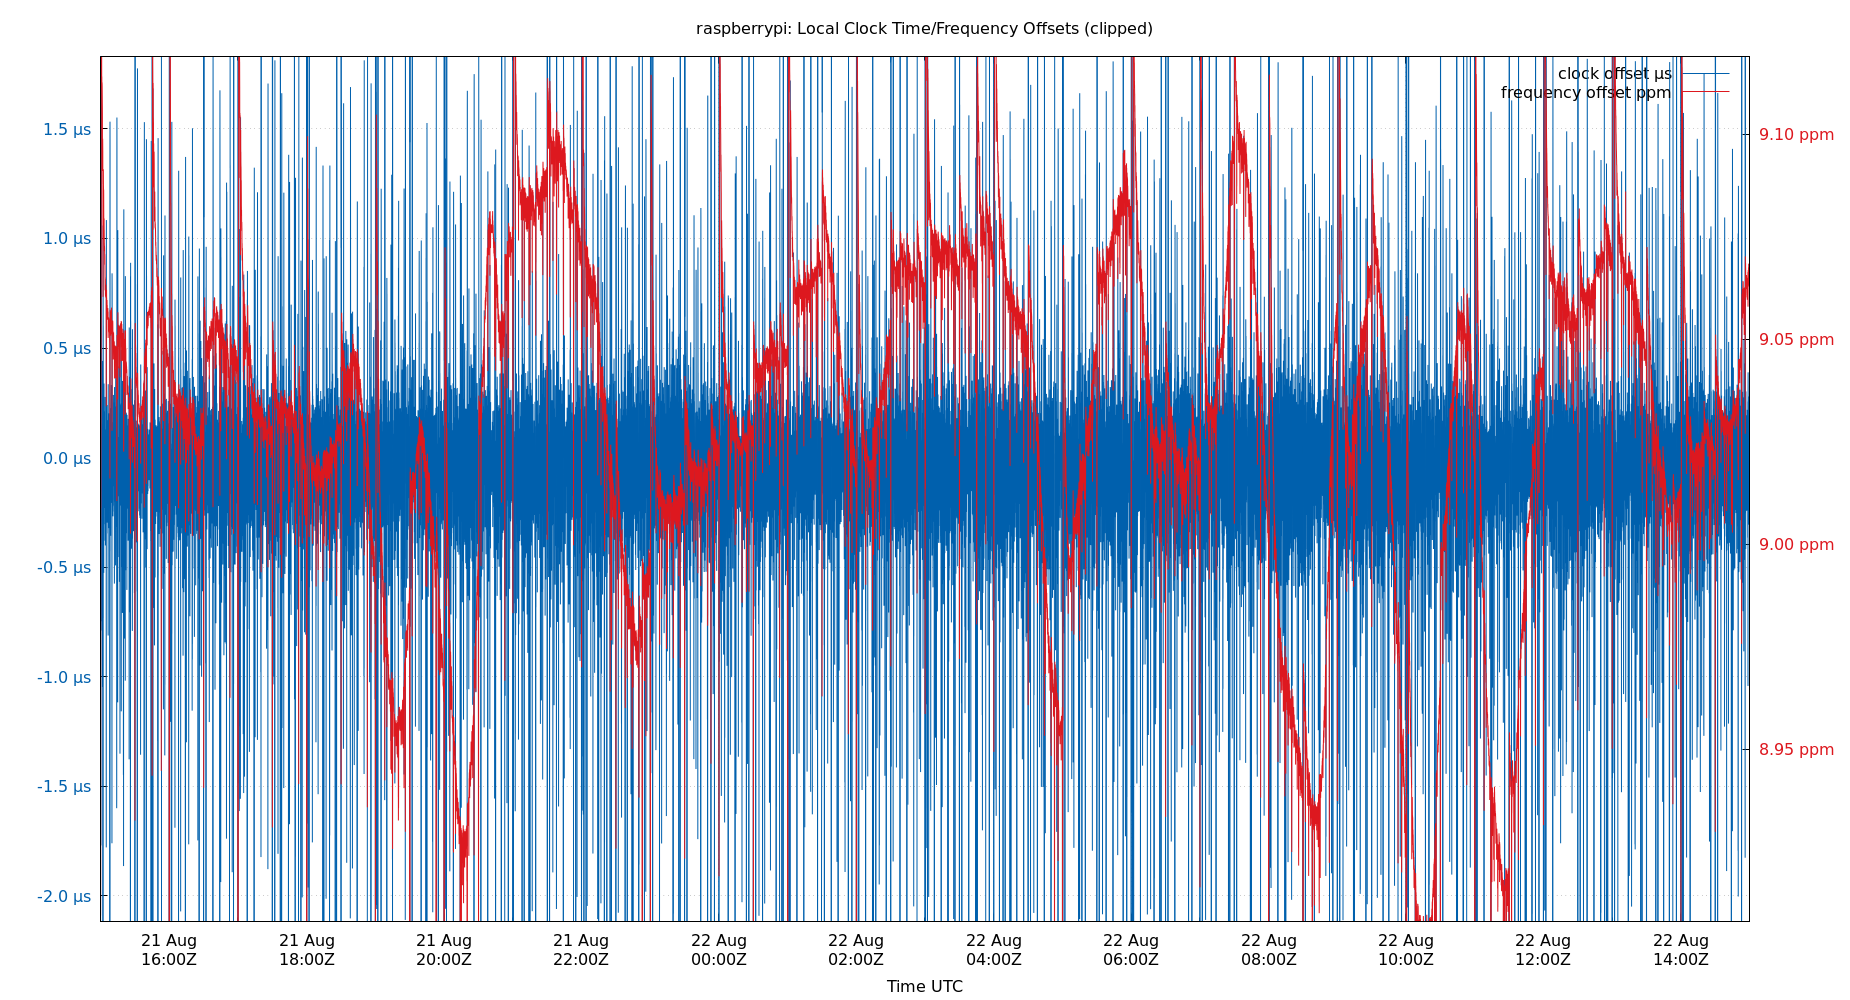 raspberrypi: Local Clock Time/Frequency Offsets (clipped)
clock offset µs
frequency offset ppm
1.5 µs
1.0 µs
0.5 µs
0.0 µs
-0.5 µs
-1.0 µs
-1.5 µs
-2.0 µs
9.10 ppm
9.05 ppm
9.00 ppm
8.95 ppm
21 Aug 21 Aug 21 Aug 21 Aug 22 Aug 22 Aug 22 Aug 22 Aug 22 Aug 22 Aug 22 Aug 22 Aug
16:00Z 18:00Z 20:00Z 22:00Z 00:00Z 02:00Z 04:00Z 06:00Z 08:00Z 10:00Z 12:00Z 14:00Z
Time UTC